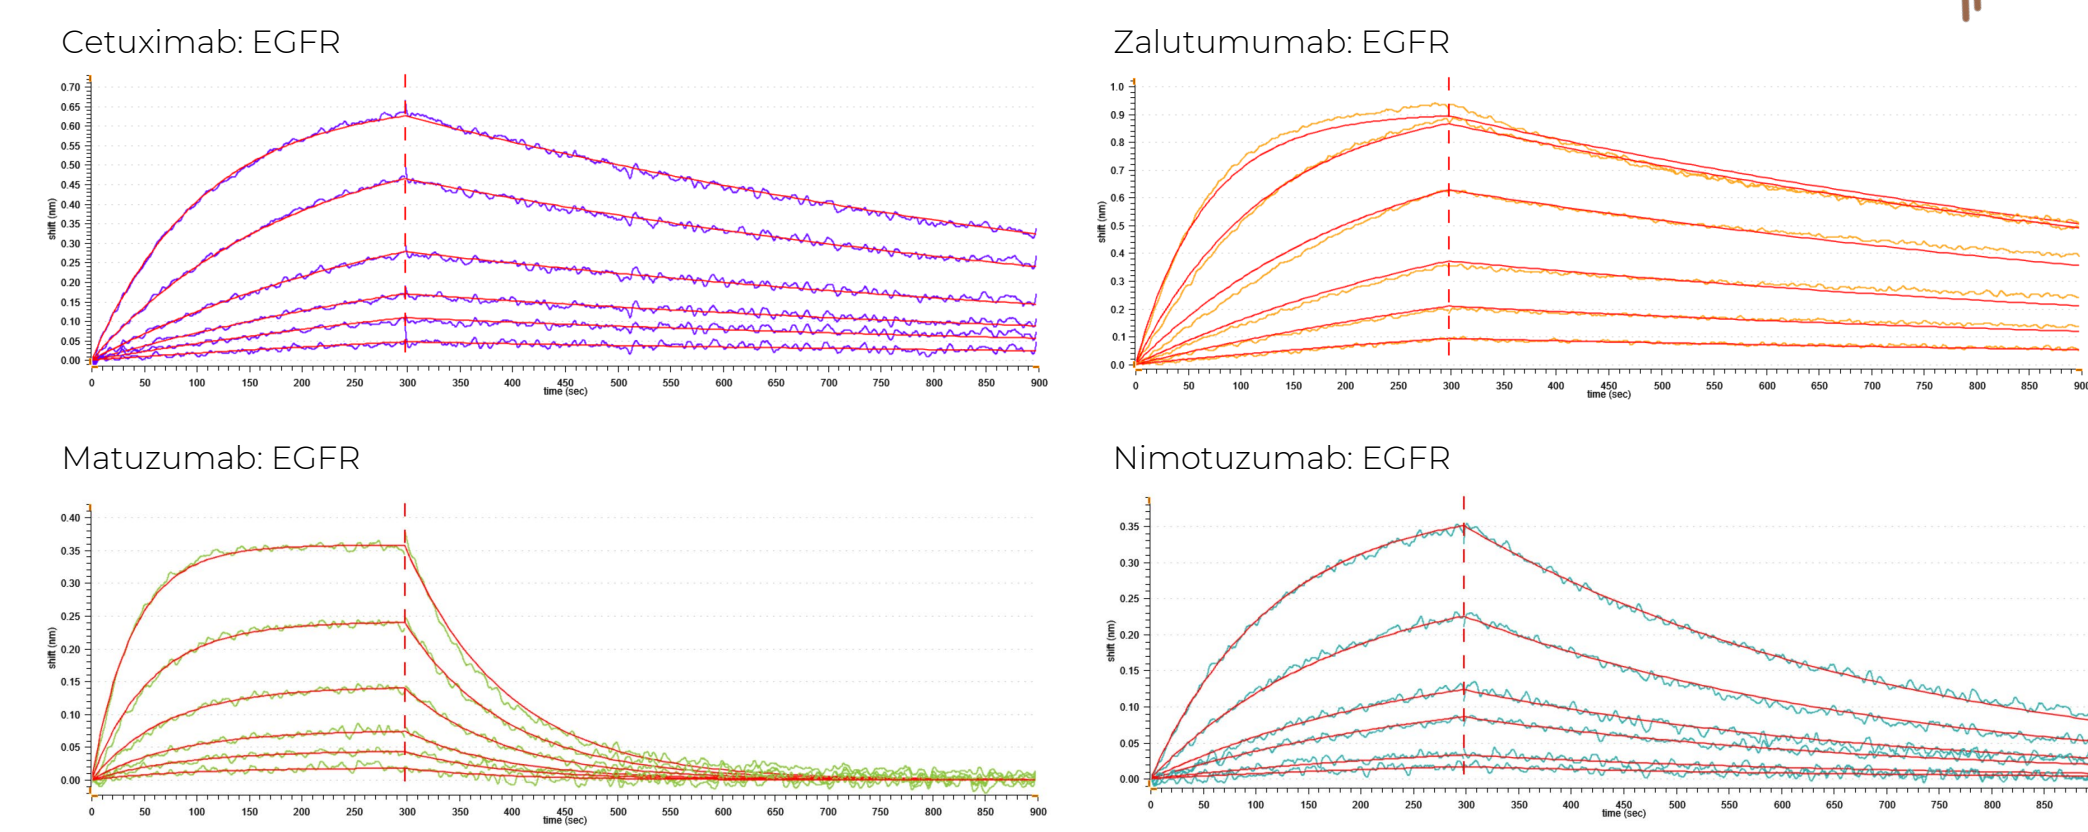 Cetuximab: EGFR
0.70
0.65
0.60
0.55
0.50
0.45
0.40
0.35
0.30
0.25
0.20
0.15
0.10
0.05
0.00
shift (nm)
0 50 100 150 200 250 300 350 400 450 500 550 600 650 700 750 800 850 900
time (sec)
Zalutumumab: EGFR
1.0
0.9
0.8
0.7
0.6
0.5
0.4
0.3
0.2
0.1
0.0
shift (nm)
0 50 100 150 200 250 300 350 400 450 500 550 600 650 700 750 800 850 900
time (sec)
Matuzumab: EGFR
0.40
0.35
0.30
0.25
0.20
0.15
0.10
0.05
0.00
shift (nm)
0 50 100 150 200 250 300 350 400 450 500 550 600 650 700 750 800 850 900
time (sec)
Nimotuzumab: EGFR
0.35
0.30
0.25
0.20
0.15
0.10
0.05
0.00
shift (nm)
0 50 100 150 200 250 300 350 400 450 500 550 600 650 700 750 800 850
time (sec)